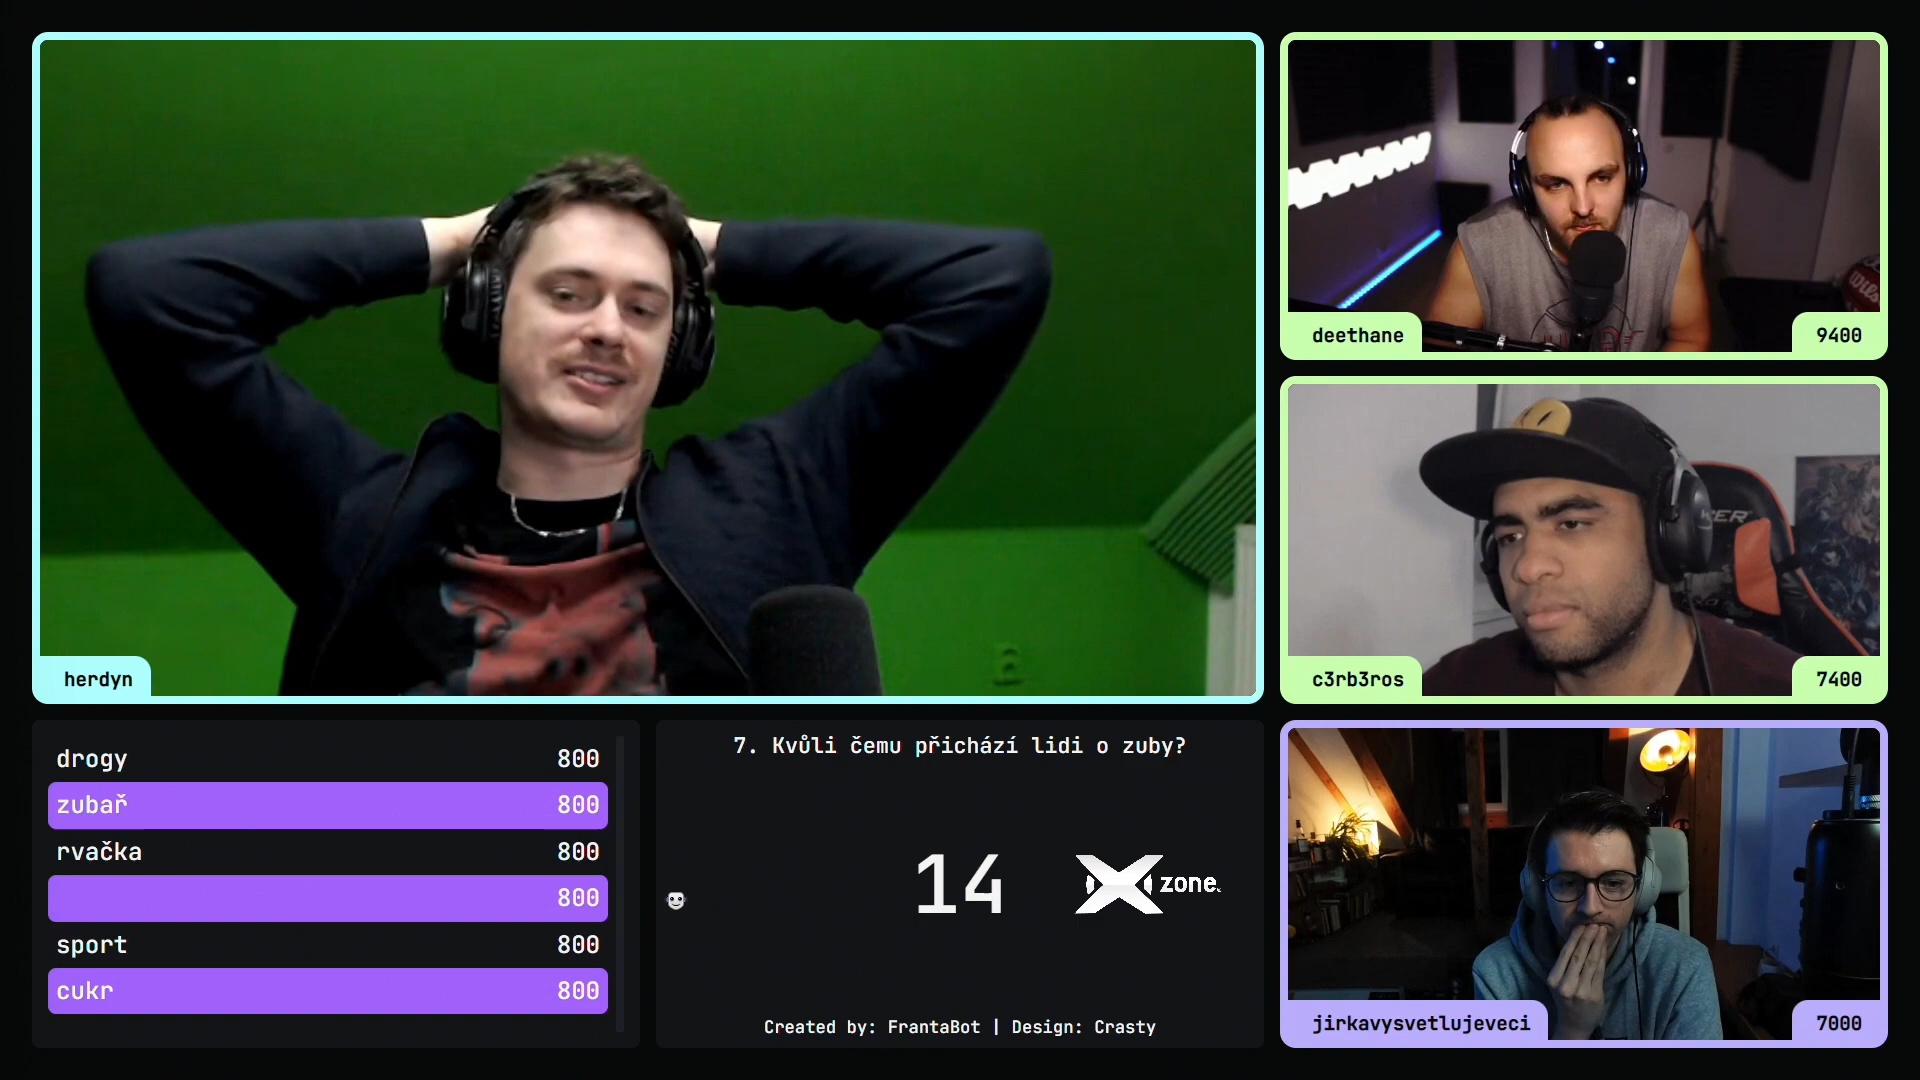 herdyn
deethane
9400
c3rb3ros
7400
drogy 800
zubař 800
rvačka 800
800
sport 800
cukr 800
7. Kvůli čemu přichází lidi o zuby?
14
zone.
Created by: FrantaBot | Design: Crasty
jirkavysvetlujeveci
7000